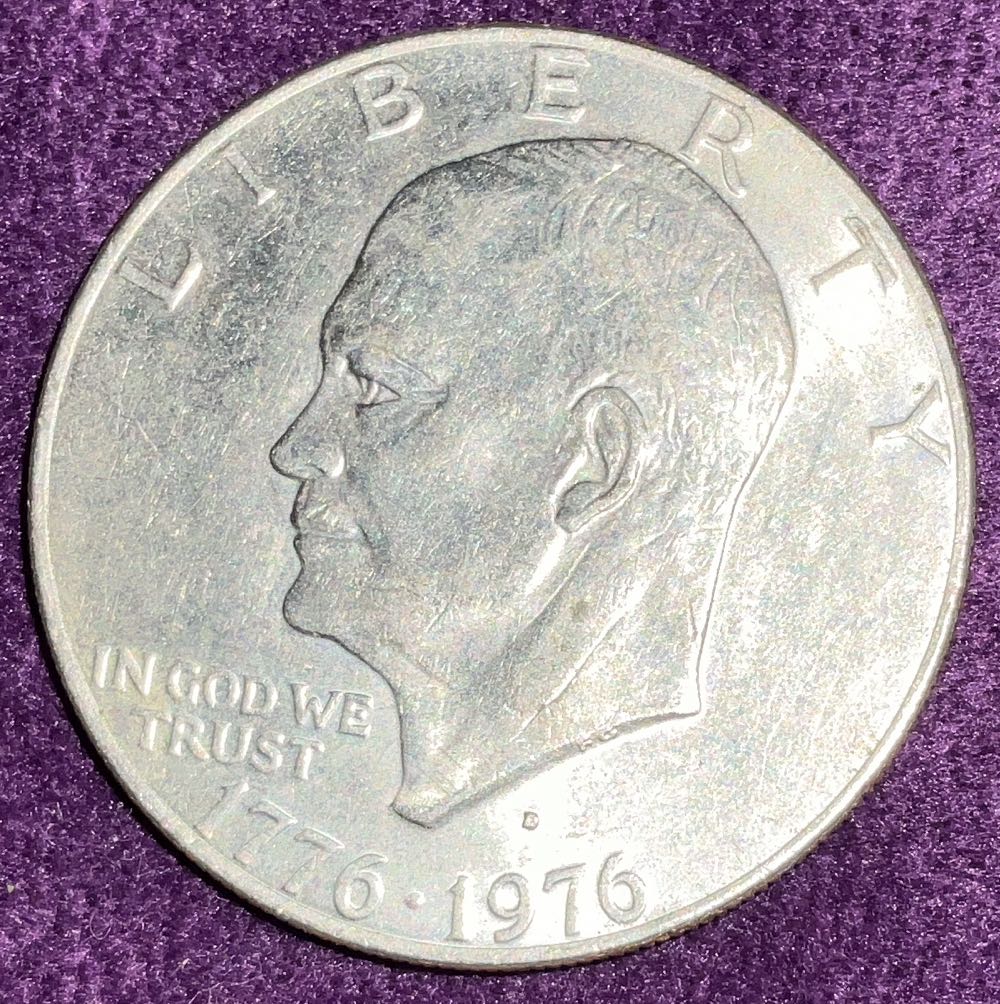 LIBERTY
IN GOD WE
TRUST
D
1776 · 1976